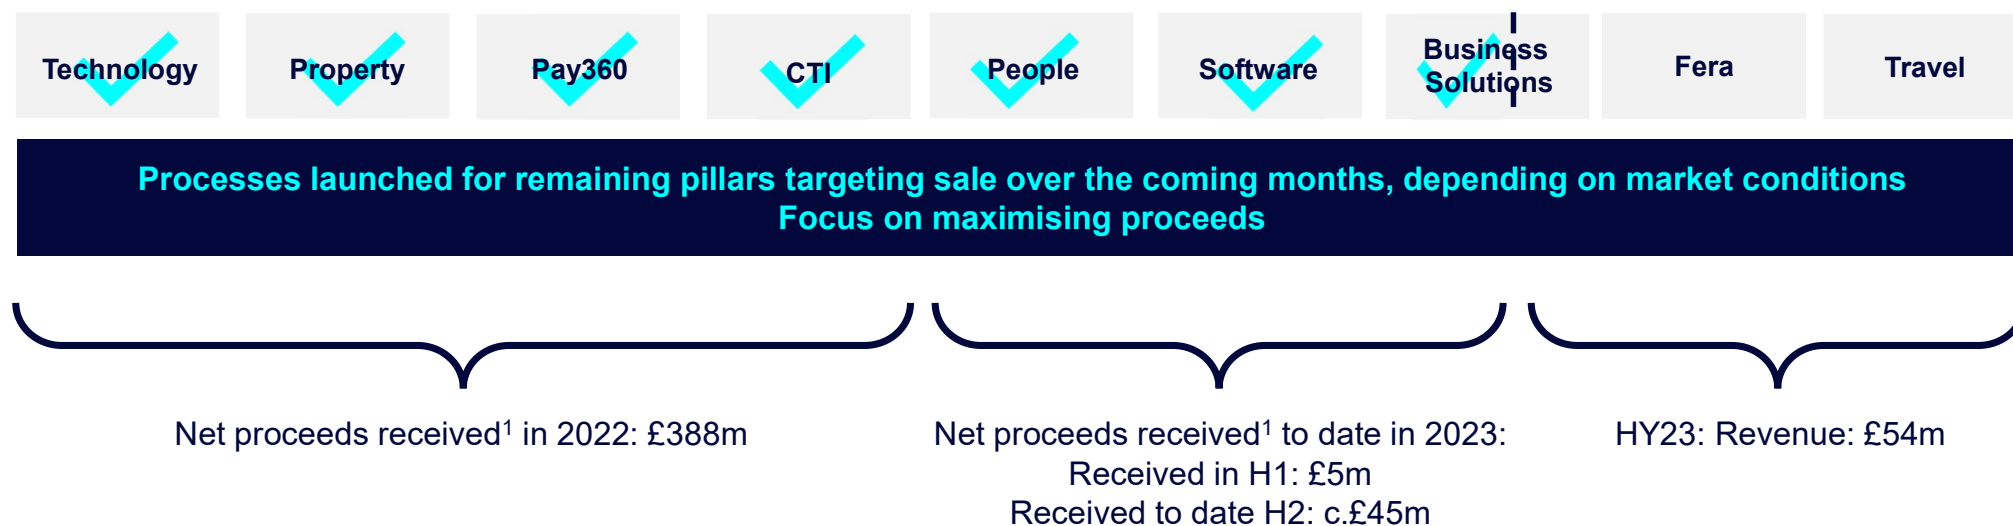 Technology
Property
Pay360
CTI
People
Software
Business
Solutions
Fera
Travel
Processes launched for remaining pillars targeting sale over the coming months, depending on market conditions
Focus on maximising proceeds
Net proceeds received¹ in 2022: £388m
Net proceeds received¹ to date in 2023:
Received in H1: £5m
Received to date H2: c.£45m
HY23: Revenue: £54m